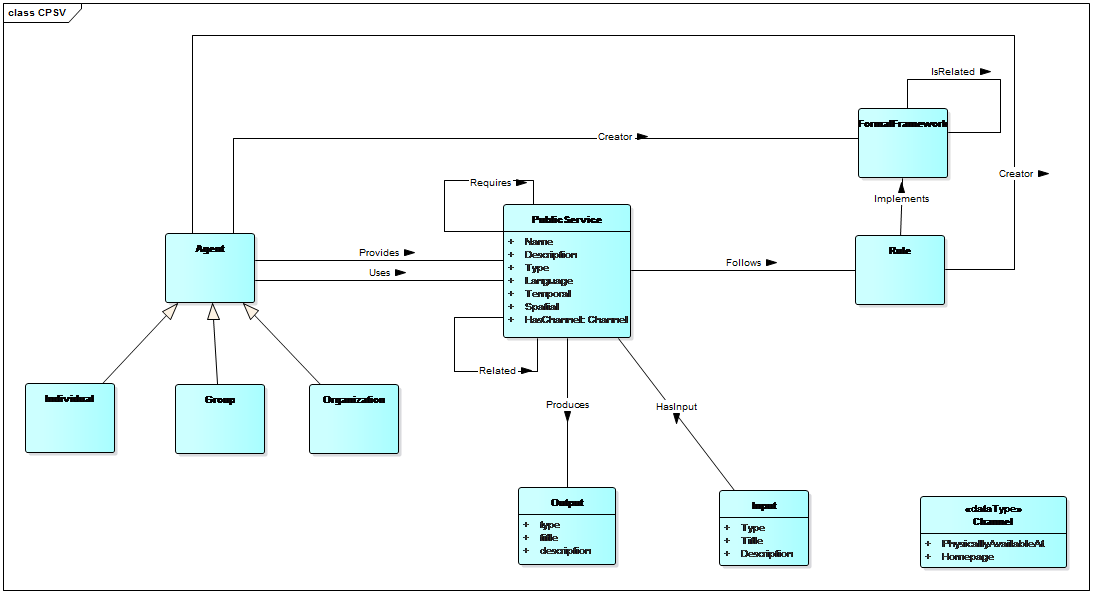 class CPSV
IsRelated
FormalFramework
Creator
Creator
Requires
Implements
PublicService
+ Name
+ Description
+ Type
+ Language
+ Temporal
+ Spatial
+ HasChannel: Channel
Agent
Provides
Uses
Follows
Rule
Related
Individual
Group
Organization
Produces
HasInput
Output
+ type
+ title
+ description
Input
+ Type
+ Title
+ Description
«dataType»
Channel
+ PhysicallyAvailableAt
+ Homepage